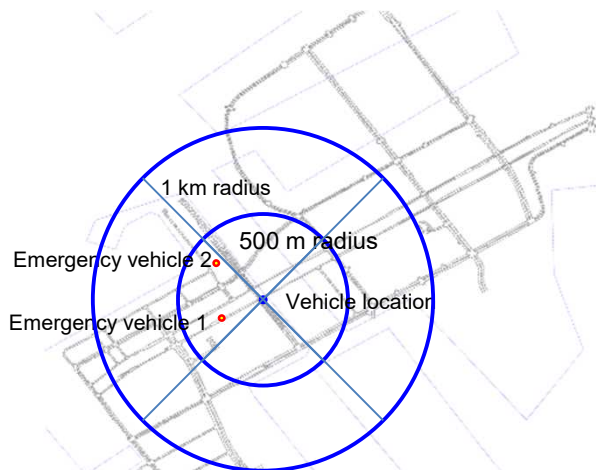 1 km radius
500 m radius
Emergency vehicle 2
Vehicle location
Emergency vehicle 1